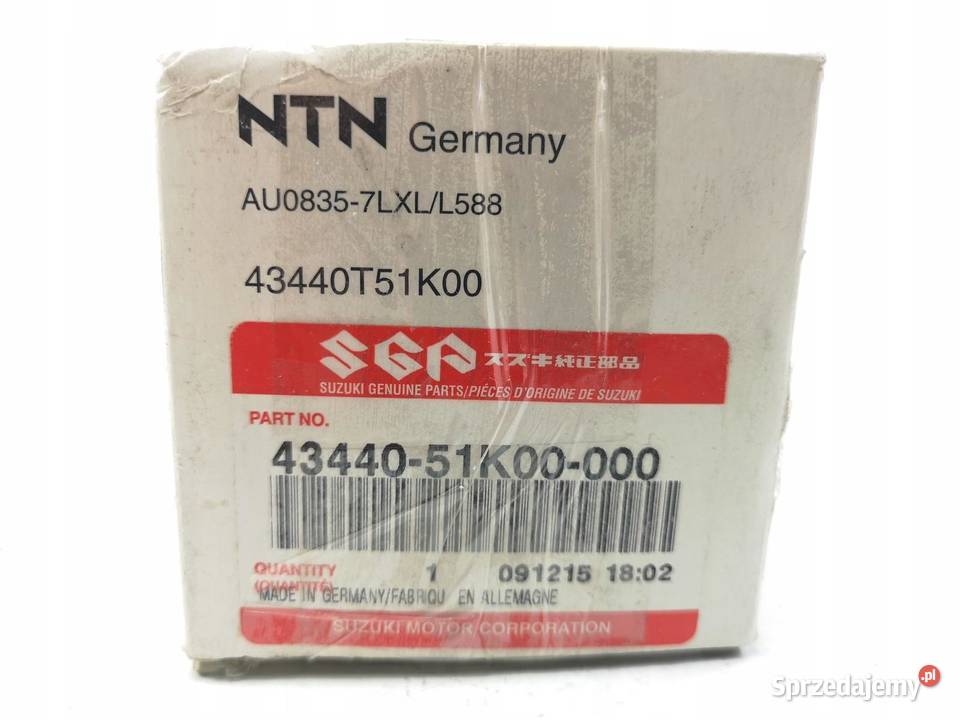 NTN Germany
AU0835-7LXL/L588
43440T51K00
SGP スズキ純正部品
SUZUKI GENUINE PARTS/PIÉCES D'ORIGINE DE SUZUKI
PART NO.
43440-51K00-000
QUANTITY 1 091215 18:02
(QUANTITÉ)
MADE IN GERMANY/FABRIQU EN ALLEMAGNE
SUZUKI MOTOR CORPORATION
Sprzedajemy.pl